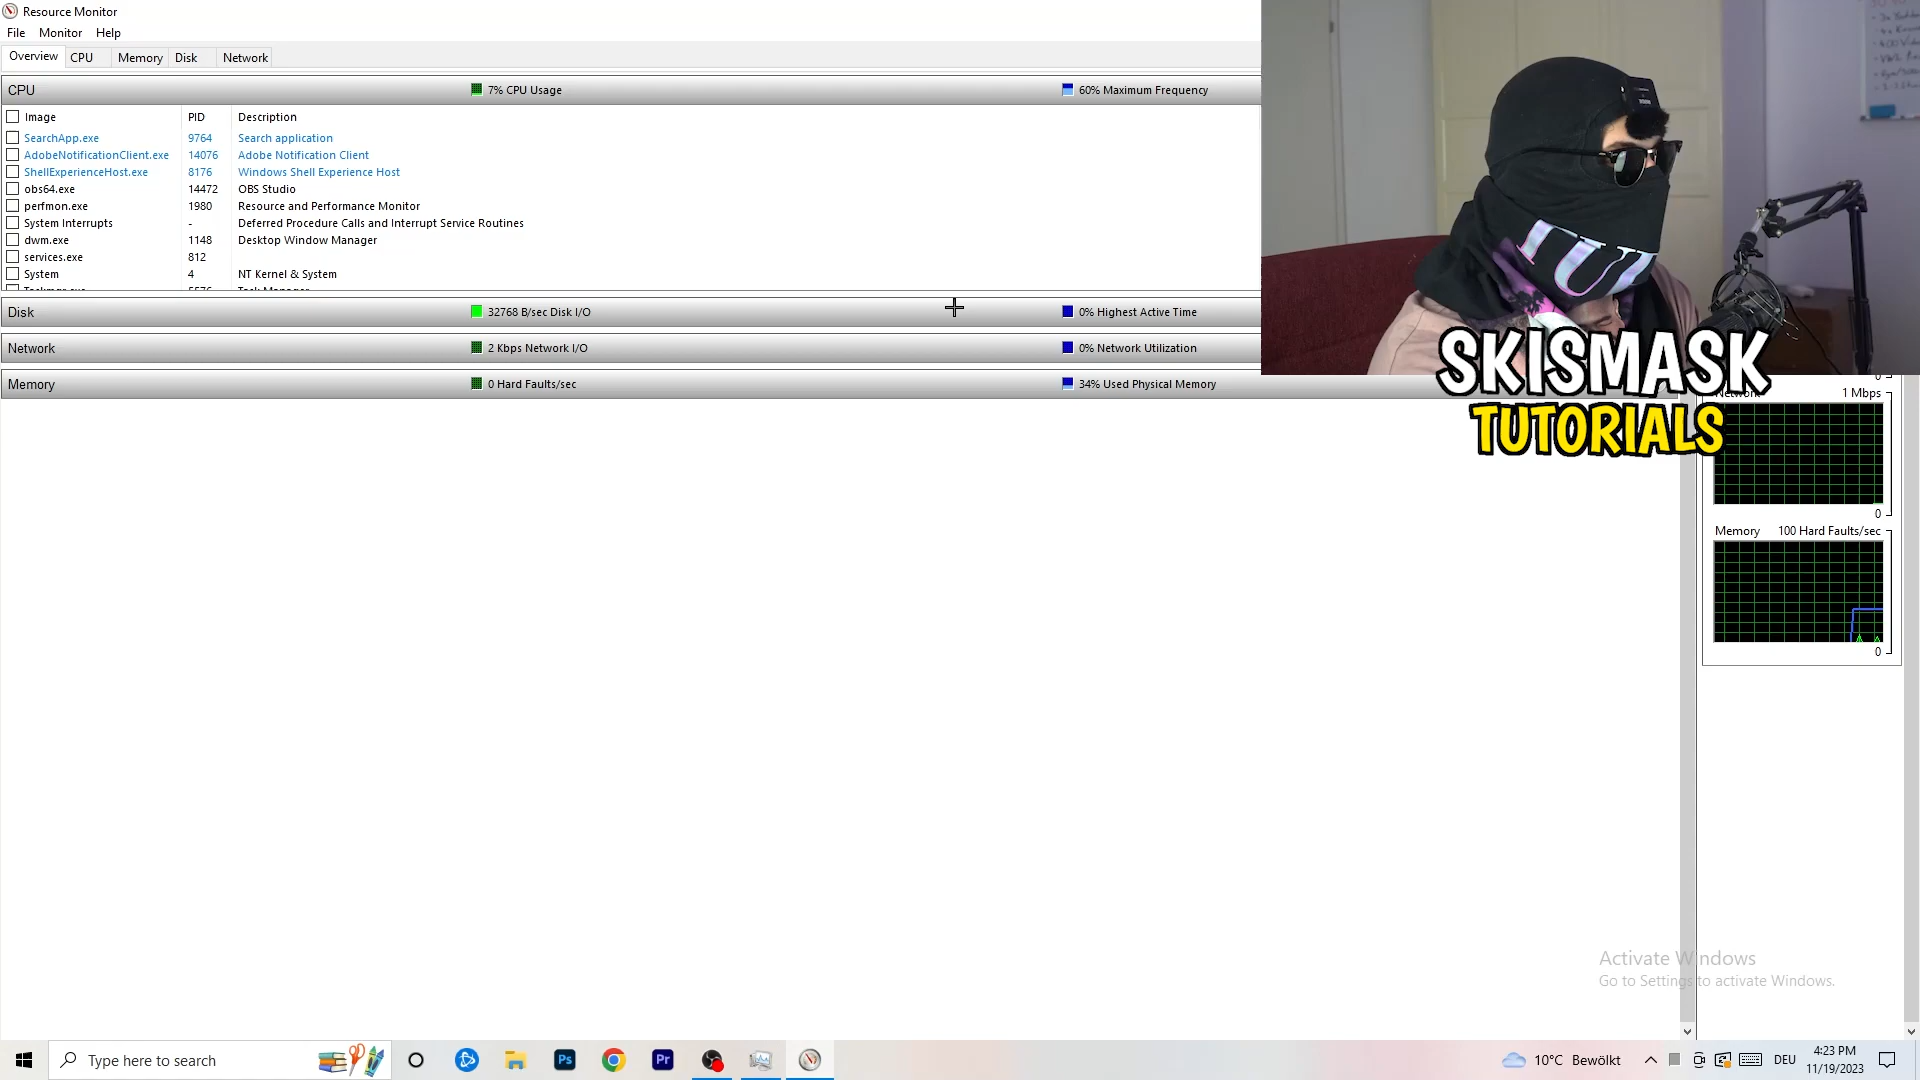 Resource Monitor
File Monitor Help
Overview CPU Memory Disk Network
CPU 7% CPU Usage 60% Maximum Frequency
Image PID Description
SearchApp.exe 9764 Search application
AdobeNotificationClient.exe 14076 Adobe Notification Client
ShellExperienceHost.exe 8176 Windows Shell Experience Host
obs64.exe 14472 OBS Studio
perfmon.exe 1980 Resource and Performance Monitor
System Interrupts - Deferred Procedure Calls and Interrupt Service Routines
dwm.exe 1148 Desktop Window Manager
services.exe 812
System 4 NT Kernel & System
Disk 32768 B/sec Disk I/O 0% Highest Active Time
Network 2 Kbps Network I/O 0% Network Utilization
Memory 0 Hard Faults/sec 34% Used Physical Memory
SKISMASK
TUTORIALS
Network 1 Mbps
0
Memory 100 Hard Faults/sec
0
Activate Windows
Go to Settings to activate Windows.
Type here to search
Ps
Pr
10°C Bewölkt
DEU
4:23 PM
11/19/2023